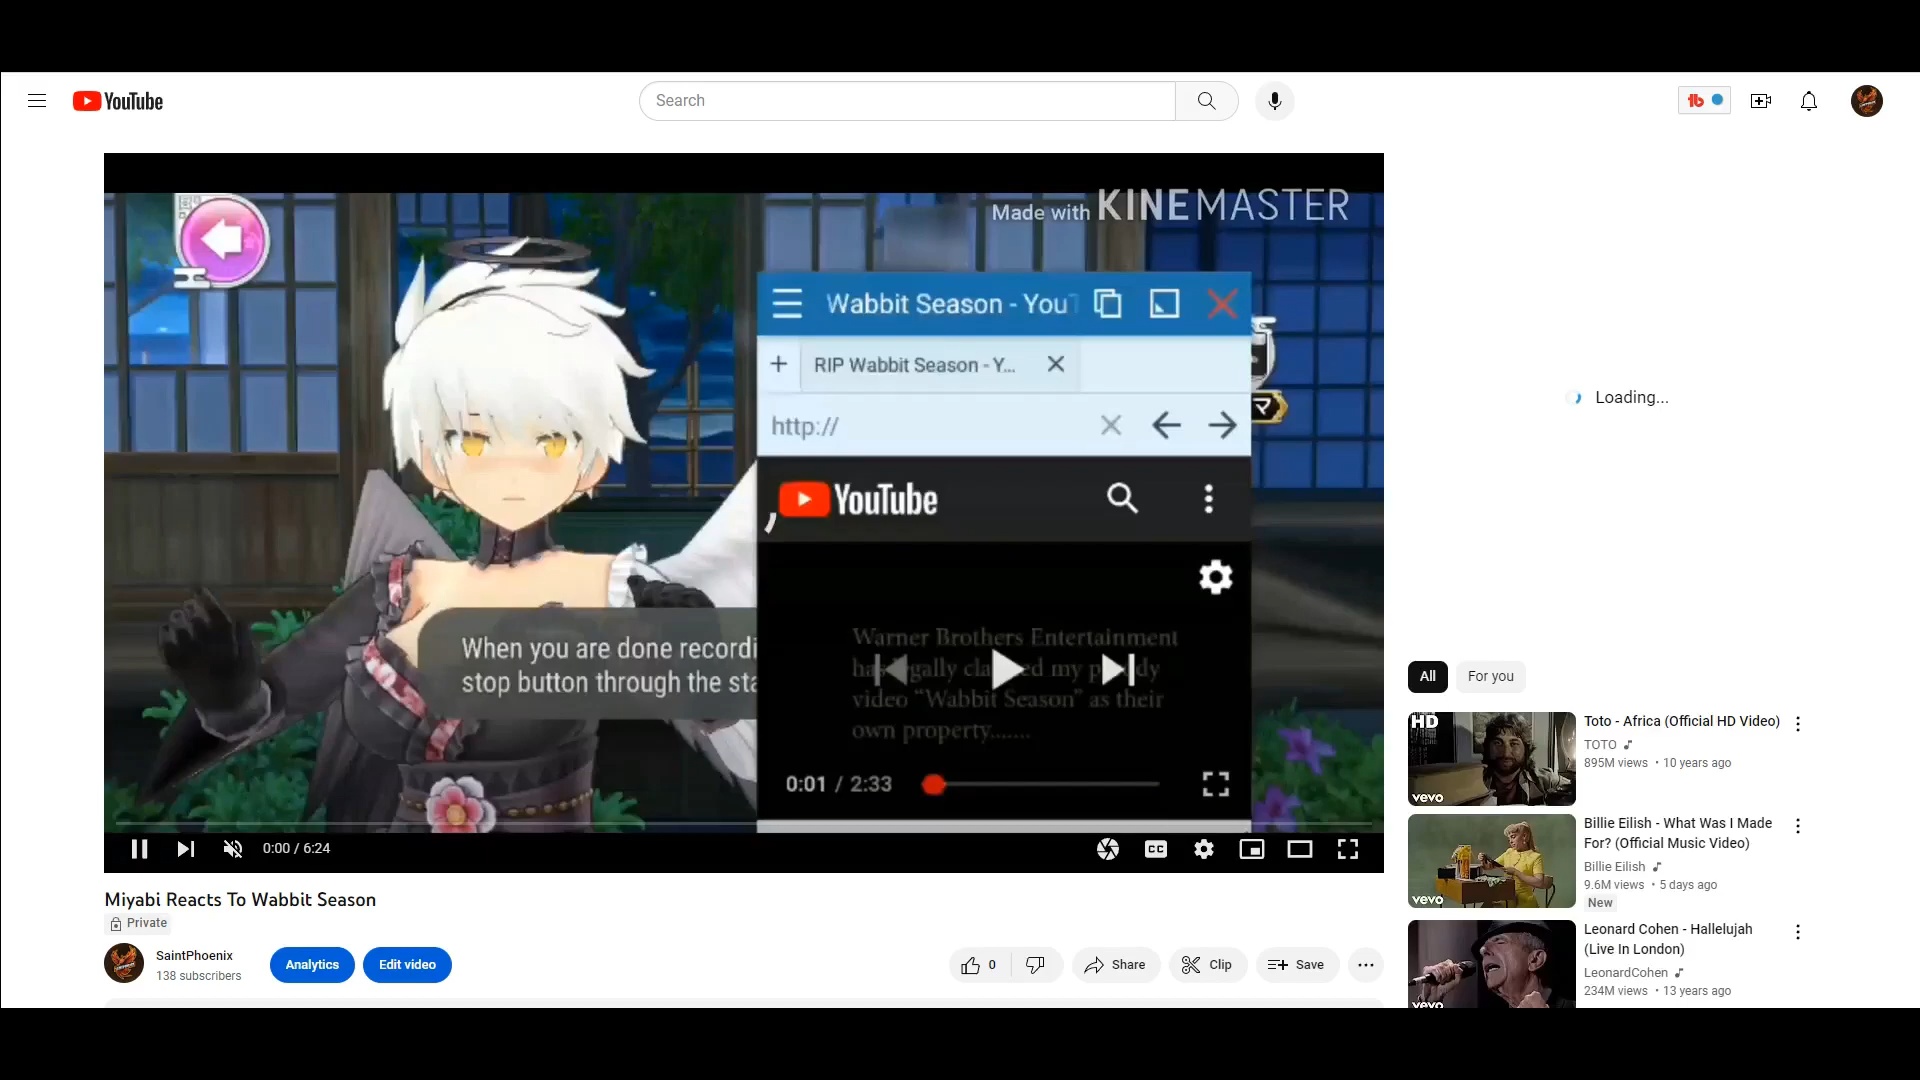 YouTube
Search
Made with KINEMASTER
Wabbit Season - YouT
RIP Wabbit Season - Y...
http://
YouTube
When you are done recordi
stop button through the sta
Warner Brothers Entertainment
video “Wabbit Season” as their
own property.......
0:01 / 2:33
マ
0:00 / 6:24
CC
Miyabi Reacts To Wabbit Season
Private
SaintPhoenix
138 subscribers
Analytics
Edit video
0
Share
Clip
Save
Loading...
All
For you
HD
vevo
Toto - Africa (Official HD Video)
TOTO
895M views • 10 years ago
vevo
Billie Eilish - What Was I Made
For? (Official Music Video)
Billie Eilish
9.6M views • 5 days ago
New
vevo
Leonard Cohen - Hallelujah
(Live In London)
LeonardCohen
234M views • 13 years ago